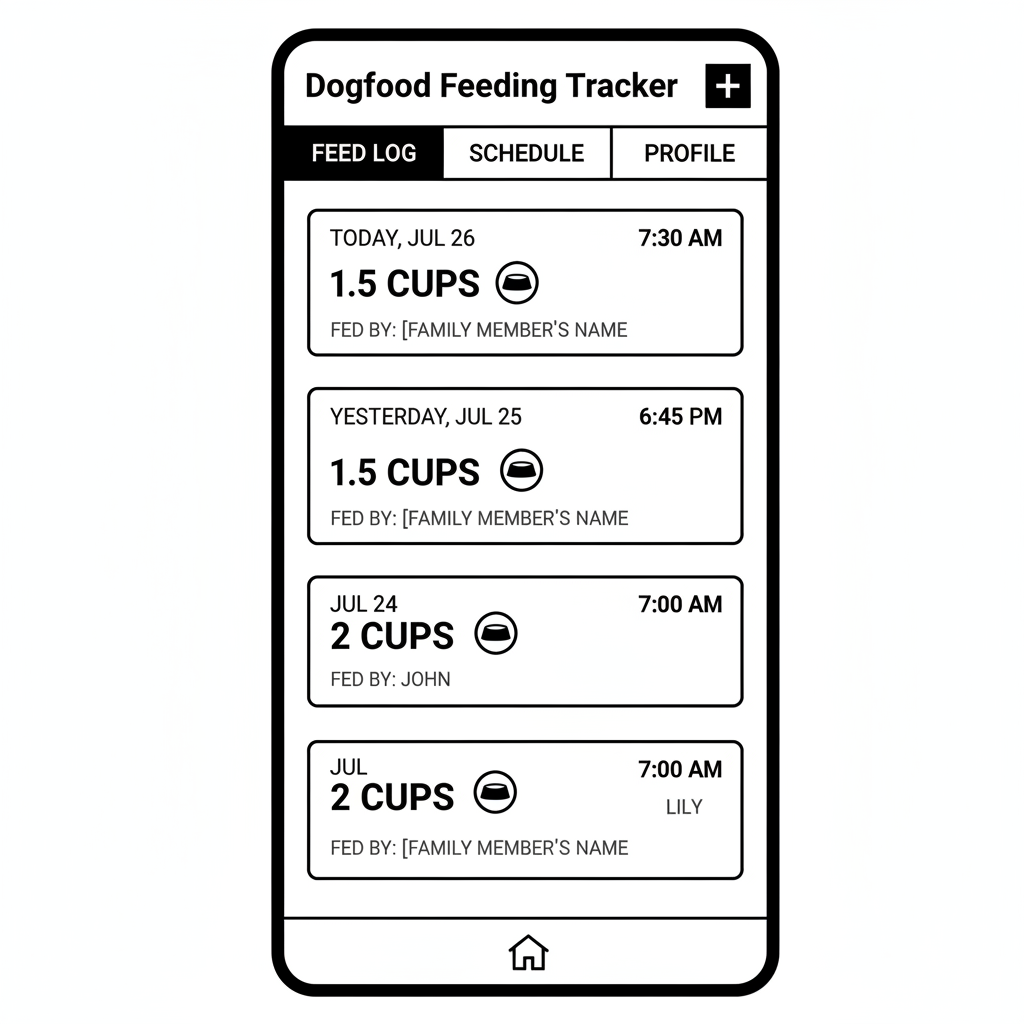 Dogfood Feeding Tracker +
FEED LOG SCHEDULE PROFILE
TODAY, JUL 26 7:30 AM
1.5 CUPS
FED BY: [FAMILY MEMBER'S NAME
YESTERDAY, JUL 25 6:45 PM
1.5 CUPS
FED BY: [FAMILY MEMBER'S NAME
JUL 24 7:00 AM
2 CUPS
FED BY: JOHN
JUL 7:00 AM
2 CUPS LILY
FED BY: [FAMILY MEMBER'S NAME